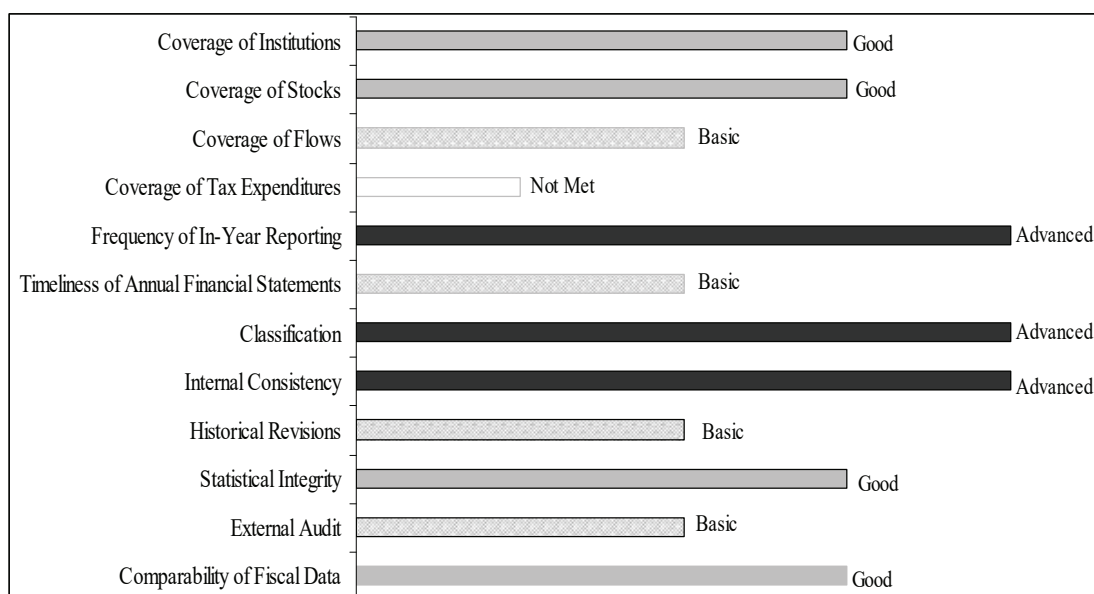 Coverage of Institutions Good
Coverage of Stocks Good
Coverage of Flows Basic
Coverage of Tax Expenditures Not Met
Frequency of In-Year Reporting Advanced
Timeliness of Annual Financial Statements Basic
Classification Advanced
Internal Consistency Advanced
Historical Revisions Basic
Statistical Integrity Good
External Audit Basic
Comparability of Fiscal Data Good